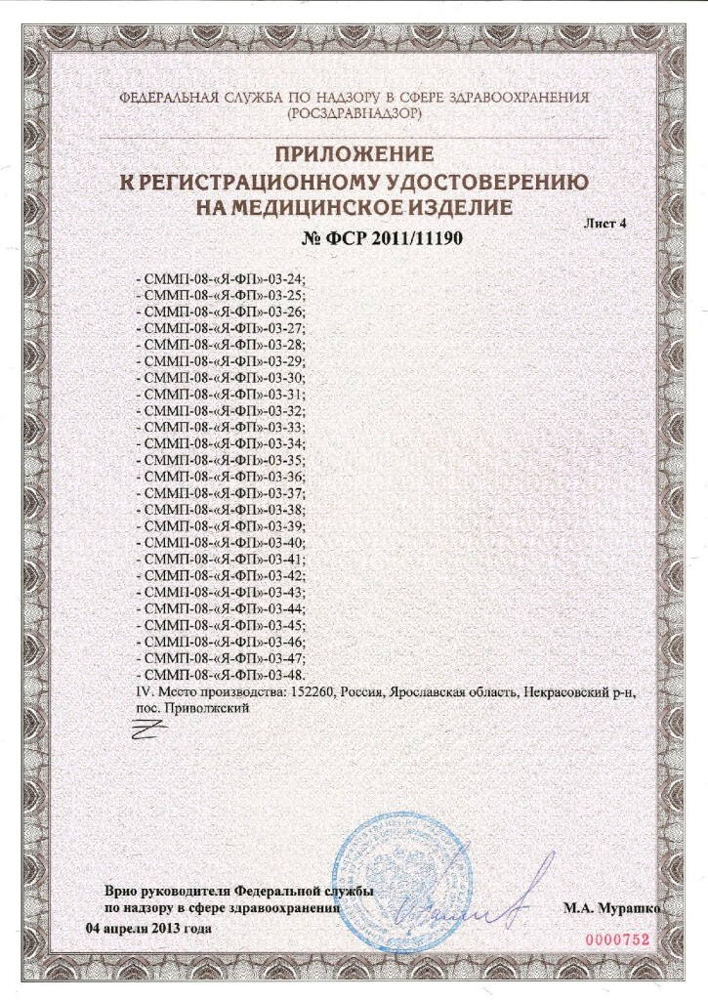 ФЕДЕРАЛЬНАЯ СЛУЖБА ПО НАДЗОРУ В СФЕРЕ ЗДРАВООХРАНЕНИЯ
(РОСЗДРАВНАДЗОР)
ПРИЛОЖЕНИЕ
К РЕГИСТРАЦИОННОМУ УДОСТОВЕРЕНИЮ
НА МЕДИЦИНСКОЕ ИЗДЕЛИЕ
Лист 4
№ ФСР 2011/11190
- СММП-08-«Я-ФП»-03-24;
- СММП-08-«Я-ФП»-03-25;
- СММП-08-«Я-ФП»-03-26;
- СММП-08-«Я-ФП»-03-27;
- СММП-08-«Я-ФП»-03-28;
- СММП-08-«Я-ФП»-03-29;
- СММП-08-«Я-ФП»-03-30;
- СММП-08-«Я-ФП»-03-31;
- СММП-08-«Я-ФП»-03-32;
- СММП-08-«Я-ФП»-03-33;
- СММП-08-«Я-ФП»-03-34;
- СММП-08-«Я-ФП»-03-35;
- СММП-08-«Я-ФП»-03-36;
- СММП-08-«Я-ФП»-03-37;
- СММП-08-«Я-ФП»-03-38;
- СММП-08-«Я-ФП»-03-39;
- СММП-08-«Я-ФП»-03-40;
- СММП-08-«Я-ФП»-03-41;
- СММП-08-«Я-ФП»-03-42;
- СММП-08-«Я-ФП»-03-43;
- СММП-08-«Я-ФП»-03-44;
- СММП-08-«Я-ФП»-03-45;
- СММП-08-«Я-ФП»-03-46;
- СММП-08-«Я-ФП»-03-47;
- СММП-08-«Я-ФП»-03-48.
IV. Место производства: 152260, Россия, Ярославская область, Некрасовский р-н,
пос. Приволжский
Врио руководителя Федеральной службы
по надзору в сфере здравоохранения
М.А. Мурашко
04 апреля 2013 года
0000752